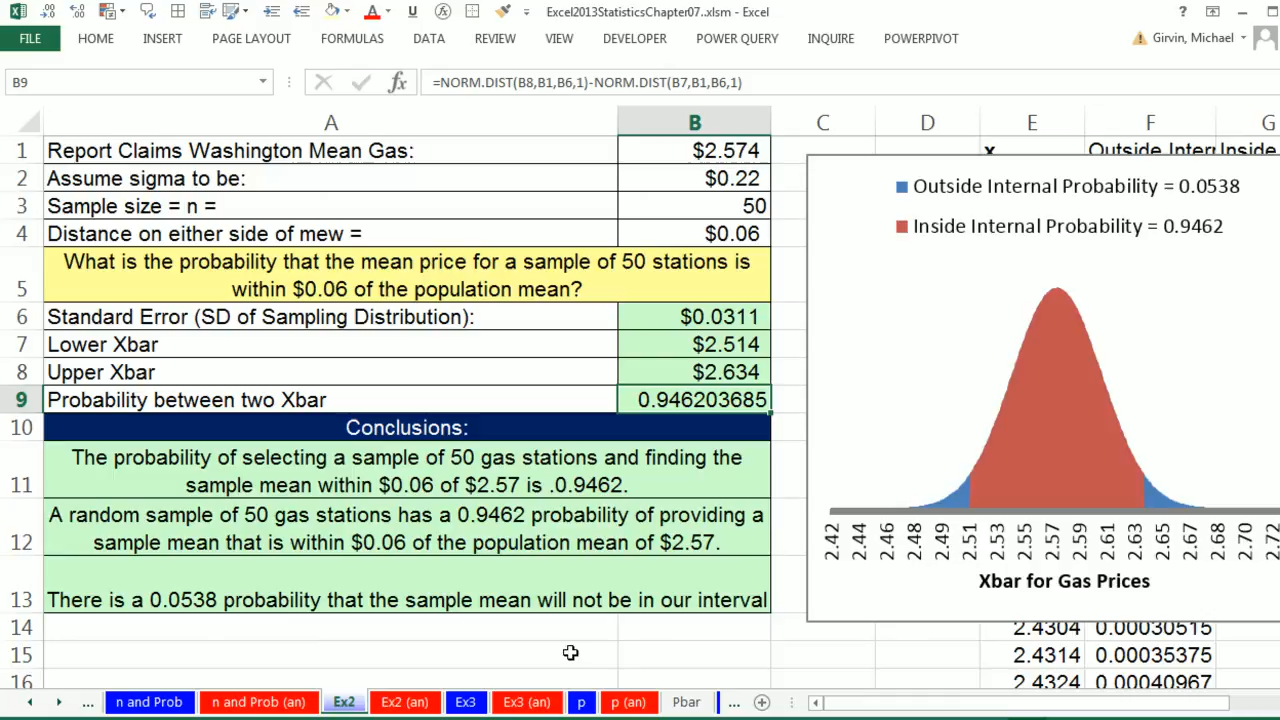 Excel2013StatisticsChapter07..xlsm - Excel
?
FILE HOME INSERT PAGE LAYOUT FORMULAS DATA REVIEW VIEW DEVELOPER POWER QUERY INQUIRE POWERPIVOT Girvin, Michael
B9 fx =NORM.DIST(B8,B1,B6,1)-NORM.DIST(B7,B1,B6,1)
A B C D E F G
1 Report Claims Washington Mean Gas: $2.574 x Outside Inter Inside
2 Assume sigma to be: $0.22
3 Sample size = n = 50
4 Distance on either side of mew = $0.06
What is the probability that the mean price for a sample of 50 stations is
5 within $0.06 of the population mean?
6 Standard Error (SD of Sampling Distribution): $0.0311
7 Lower Xbar $2.514
8 Upper Xbar $2.634
9 Probability between two Xbar 0.946203685
10 Conclusions:
The probability of selecting a sample of 50 gas stations and finding the
11 sample mean within $0.06 of $2.57 is .0.9462.
A random sample of 50 gas stations has a 0.9462 probability of providing a
12 sample mean that is within $0.06 of the population mean of $2.57.
13 There is a 0.0538 probability that the sample mean will not be in our interval
Outside Internal Probability = 0.0538
Inside Internal Probability = 0.9462
2.42 2.44 2.46 2.48 2.49 2.51 2.53 2.55 2.57 2.59 2.61 2.63 2.65 2.67 2.68 2.70 2.72
Xbar for Gas Prices
14 2.4304 0.00030515
15 2.4314 0.00035375
16 2.4324 0.00040967
... n and Prob n and Prob (an) Ex2 Ex2 (an) Ex3 Ex3 (an) p p (an) Pbar ...